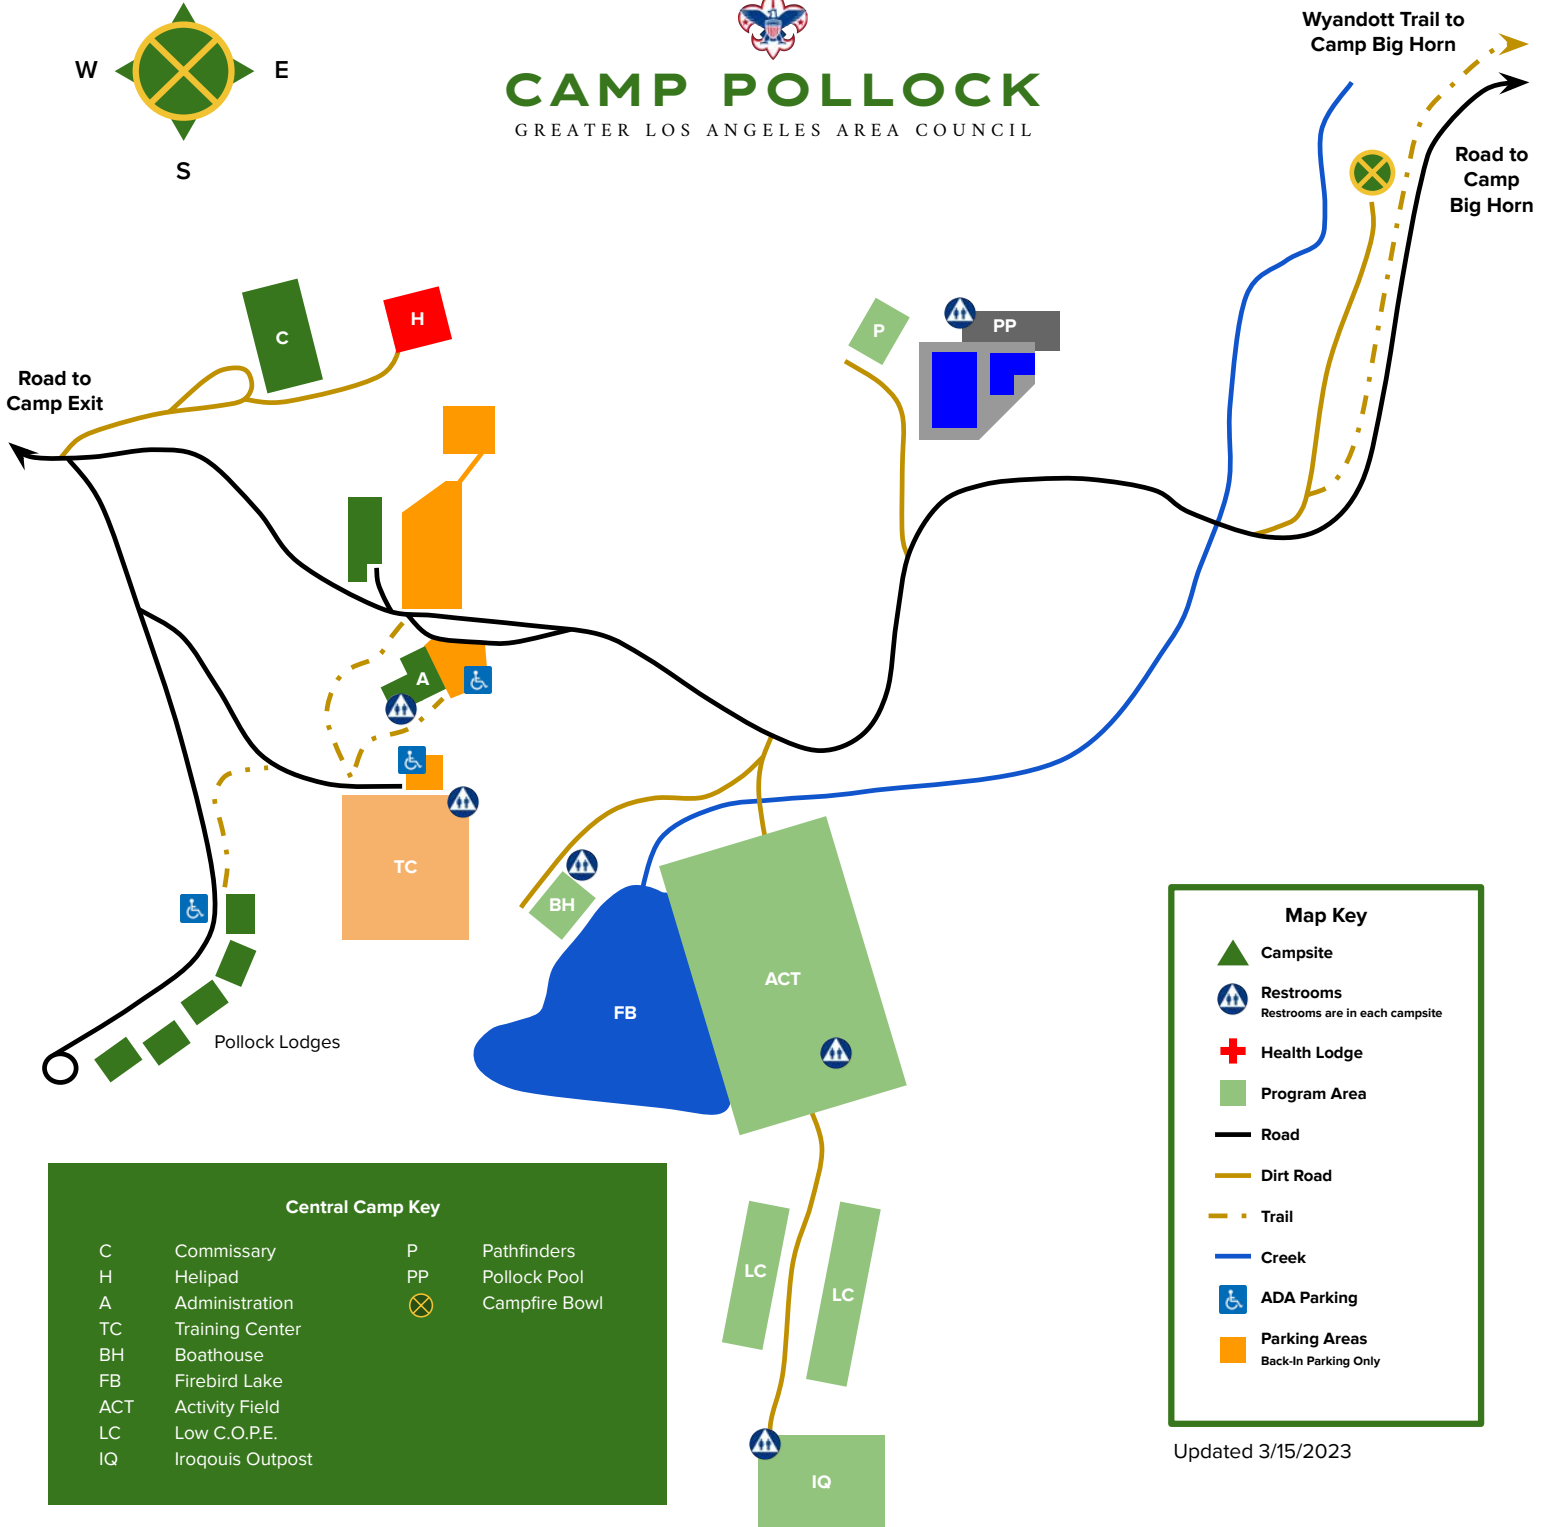 W
E
S
CAMP POLLOCK
GREATER LOS ANGELES AREA COUNCIL
Wyandott Trail to
Camp Big Horn
Road to
Camp
Big Horn
C
H
P
PP
Road to
Camp Exit
A
TC
BH
ACT
FB
Pollock Lodges
LC
LC
IQ
Central Camp Key
C Commissary
H Helipad
A Administration
TC Training Center
BH Boathouse
FB Firebird Lake
ACT Activity Field
LC Low C.O.P.E.
IQ Iroqouis Outpost
P Pathfinders
PP Pollock Pool
Campfire Bowl
Map Key
Campsite
Restrooms
Restrooms are in each campsite
Health Lodge
Program Area
Road
Dirt Road
Trail
Creek
ADA Parking
Parking Areas
Back-In Parking Only
Updated 3/15/2023